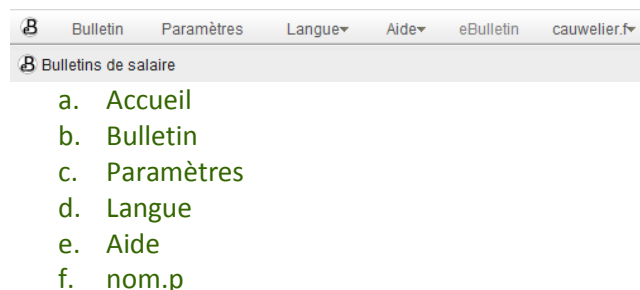 B Bulletin Paramètres Langue Aide eBulletin cauwelier.f
B Bulletins de salaire
a. Accueil
b. Bulletin
c. Paramètres
d. Langue
e. Aide
f. nom.p